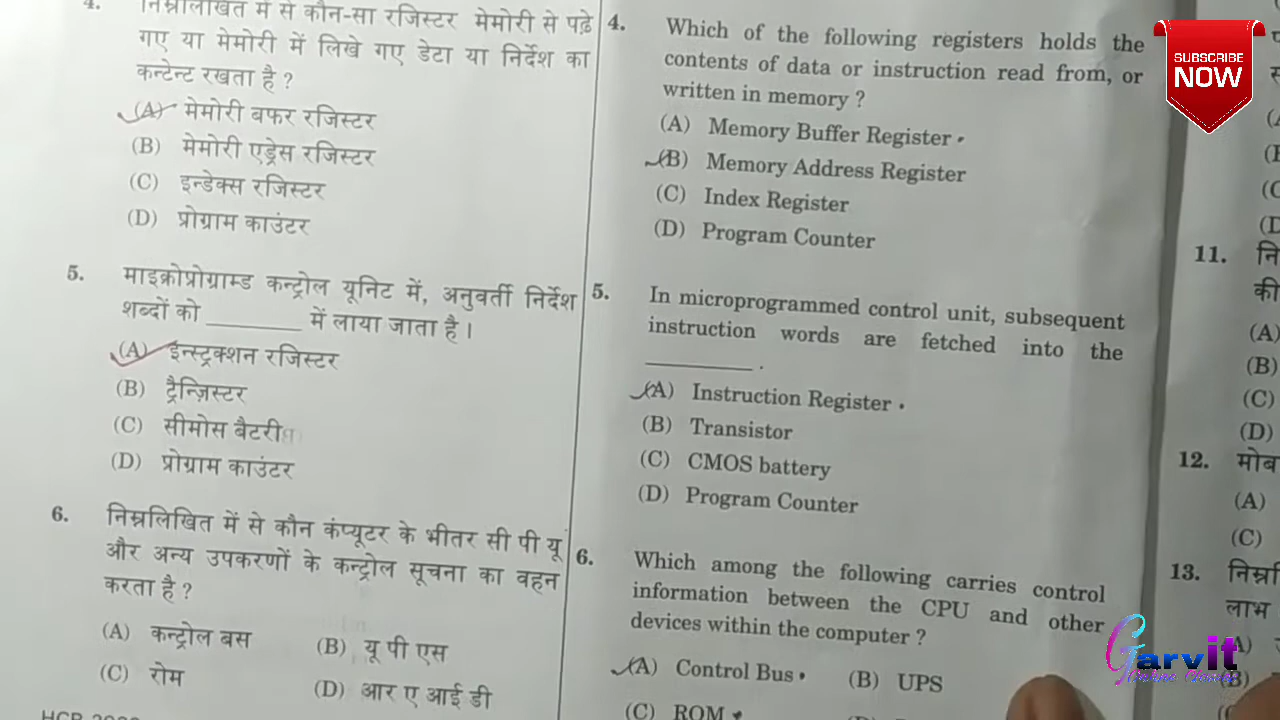 निम्नलिखित में से कौन-सा रजिस्टर मेमोरी से पढ़े
गए या मेमोरी में लिखे गए डेटा या निर्देश का
कन्टेन्ट रखता है ?
(A) मेमोरी बफर रजिस्टर
(B) मेमोरी एड्रेस रजिस्टर
(C) इन्डेक्स रजिस्टर
(D) प्रोग्राम काउंटर
5. माइक्रोप्रोग्राम्ड कन्ट्रोल यूनिट में, अनुवर्ती निर्देश
शब्दों को ________ में लाया जाता है ।
(A) इन्स्ट्रक्शन रजिस्टर
(B) ट्रैन्ज़िस्टर
(C) सीमोस बैटरी
(D) प्रोग्राम काउंटर
6. निम्नलिखित में से कौन कंप्यूटर के भीतर सी पी यू
और अन्य उपकरणों के कन्ट्रोल सूचना का वहन
करता है ?
(A) कन्ट्रोल बस (B) यू पी एस
(C) रोम (D) आर ए आई डी
4. Which of the following registers holds the
contents of data or instruction read from, or
written in memory ?
(A) Memory Buffer Register
(B) Memory Address Register
(C) Index Register
(D) Program Counter
5. In microprogrammed control unit, subsequent
instruction words are fetched into the
________ .
(A) Instruction Register
(B) Transistor
(C) CMOS battery
(D) Program Counter
6. Which among the following carries control
information between the CPU and other
devices within the computer ?
(A) Control Bus (B) UPS
(C) ROM
SUBSCRIBE
NOW
11. नि
की
(A)
(B)
(C)
(D)
12. मोब
(A)
(C)
13. निम्नि
लाभ
(B)
Garvit